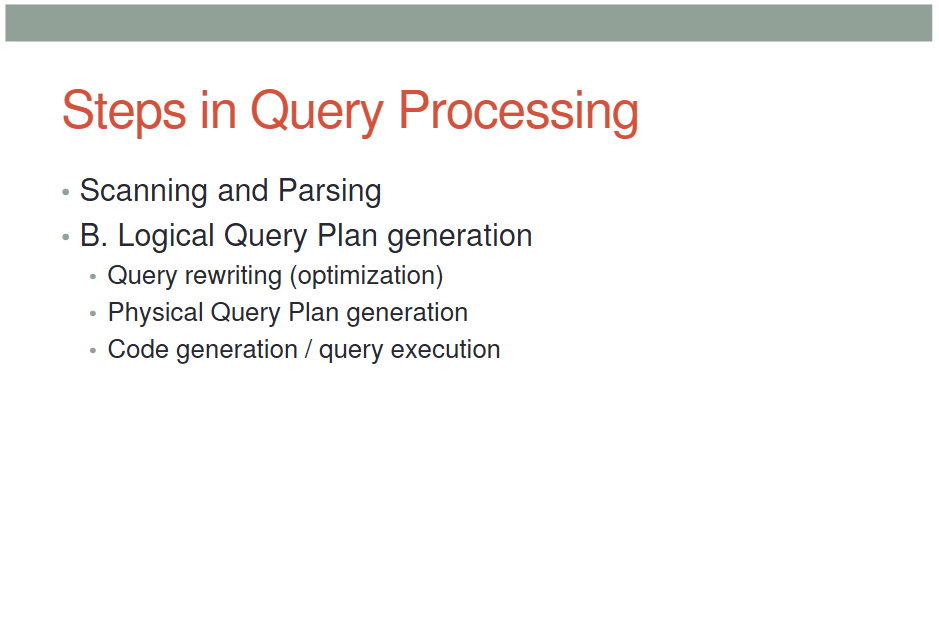 Steps in Query Processing
• Scanning and Parsing
• B. Logical Query Plan generation
• Query rewriting (optimization)
• Physical Query Plan generation
• Code generation / query execution